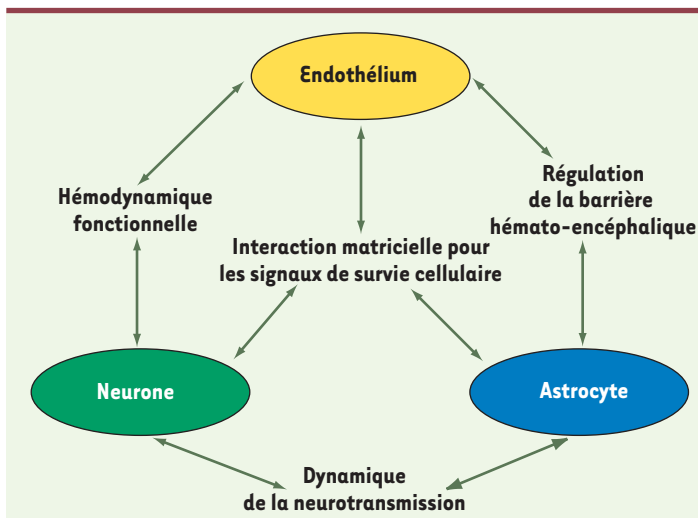 Endothélium
Hémodynamique
fonctionnelle
Régulation
de la barrière
hémato-encéphalique
Interaction matricielle pour
les signaux de survie cellulaire
Neurone
Astrocyte
Dynamique
de la neurotransmission